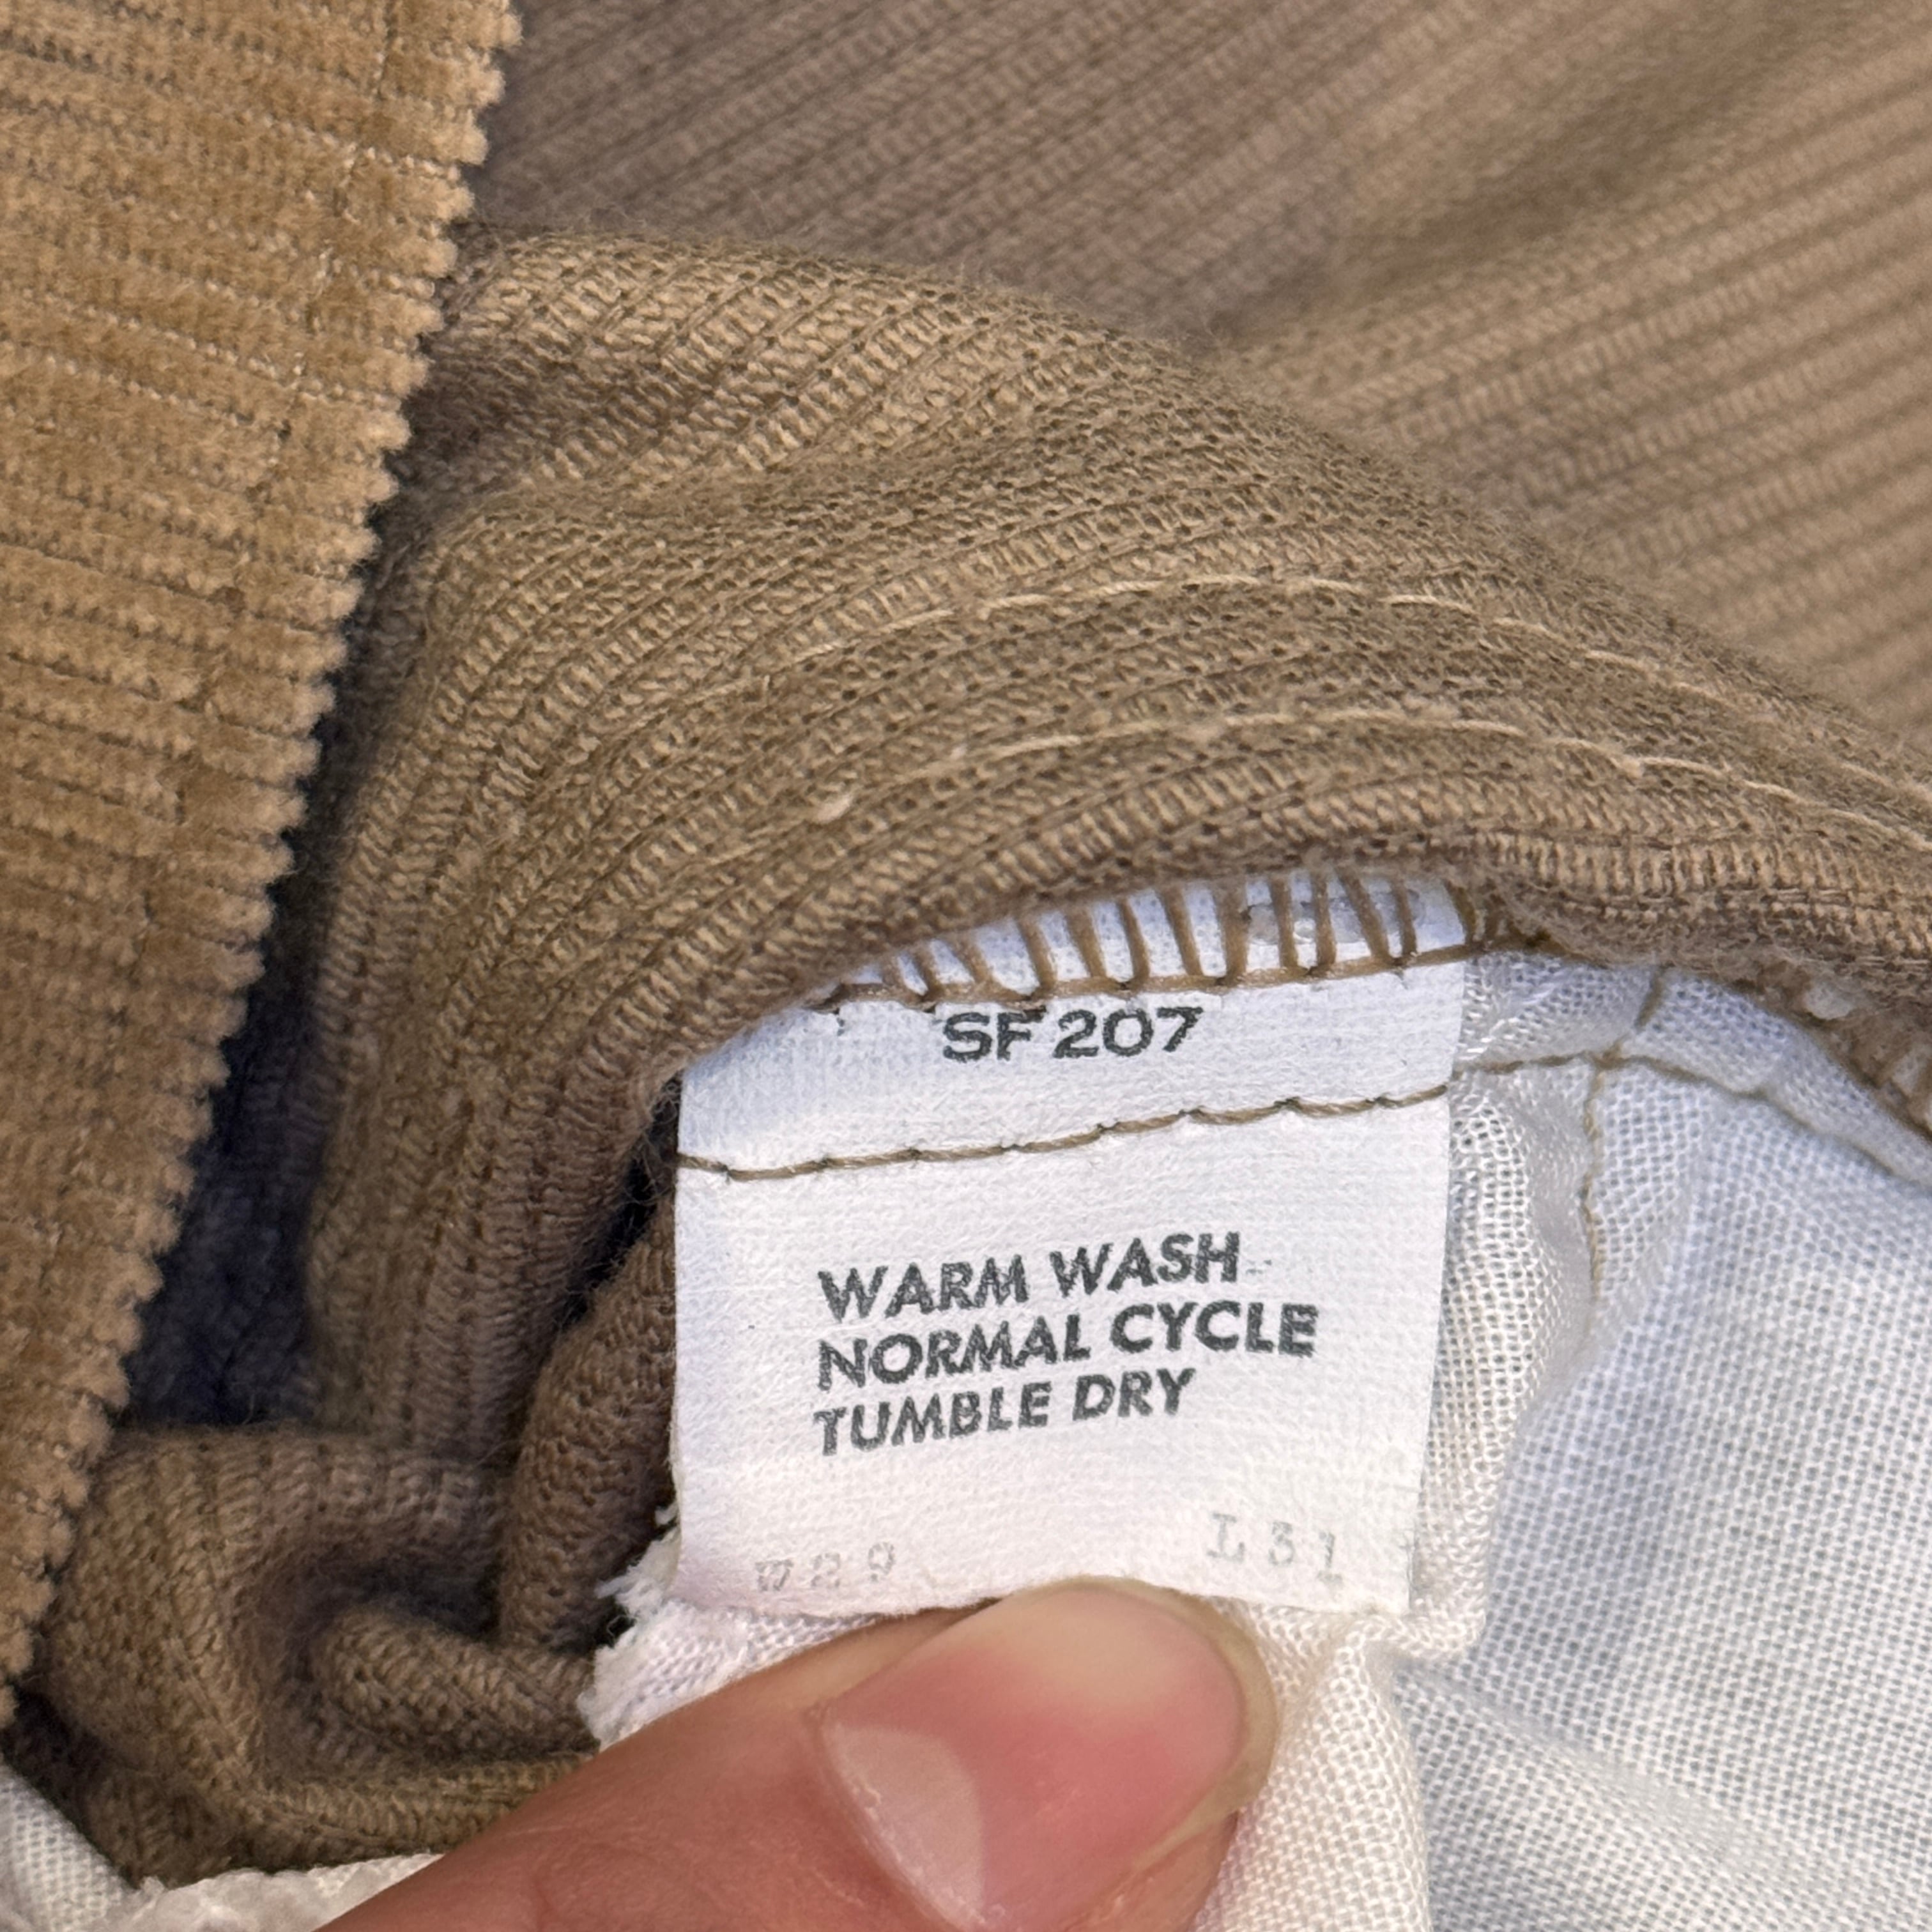 SF 207
WARM WASH
NORMAL CYCLE
TUMBLE DRY
W29 L31